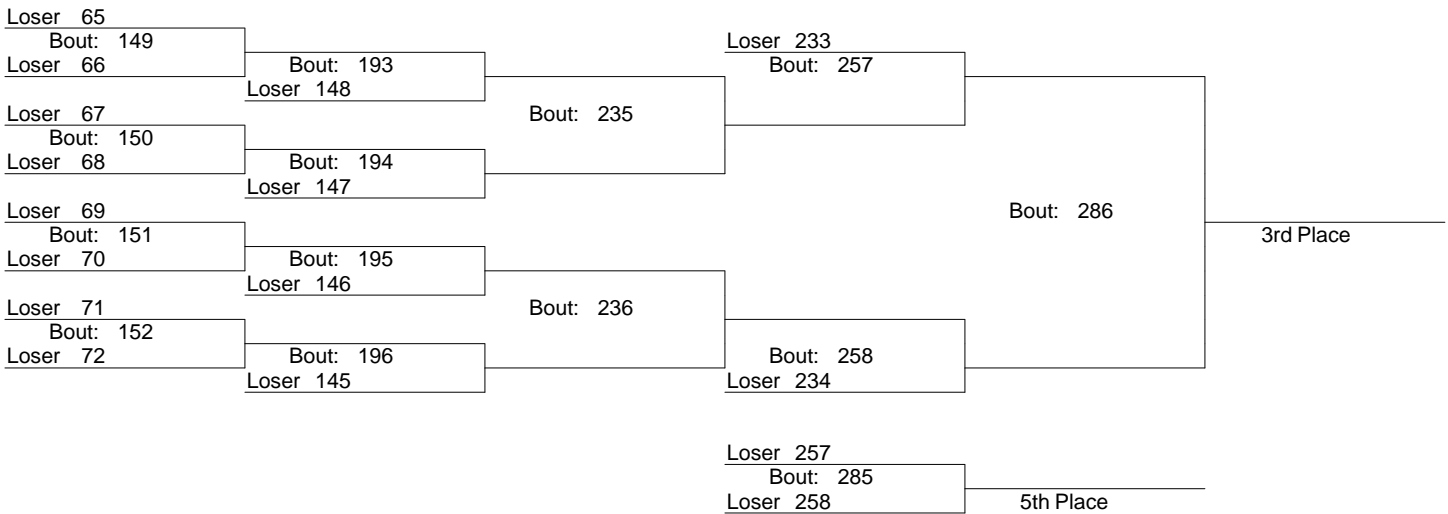 Loser 65
Bout: 149
Loser 66
Loser 67
Bout: 150
Loser 68
Loser 69
Bout: 151
Loser 70
Loser 71
Bout: 152
Loser 72
Bout: 193
Loser 148
Bout: 194
Loser 147
Bout: 195
Loser 146
Bout: 196
Loser 145
Bout: 235
Bout: 236
Loser 233
Bout: 257
Bout: 258
Loser 234
Bout: 286
3rd Place
Loser 257
Bout: 285
Loser 258
5th Place